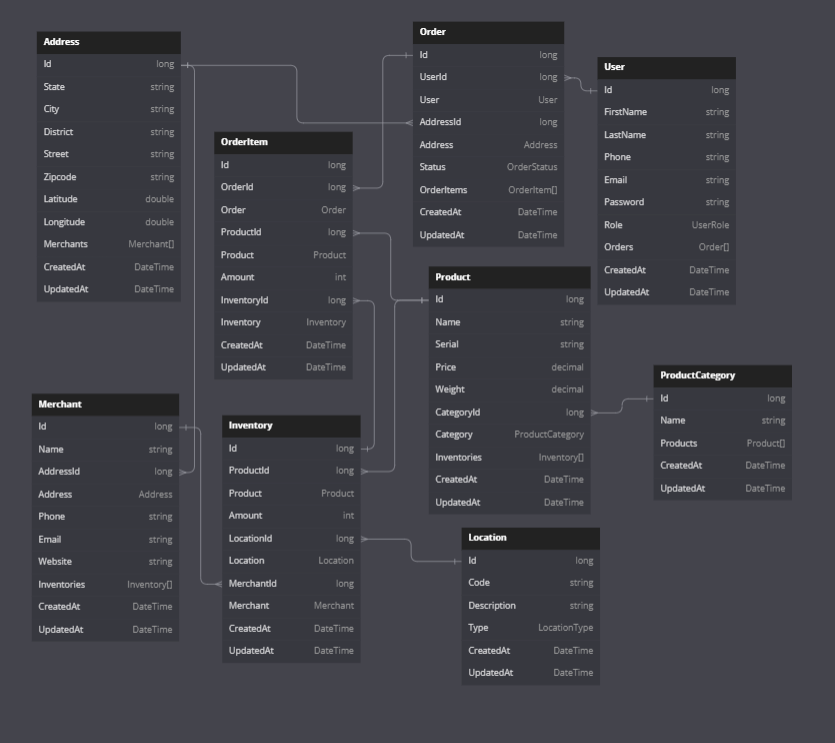 Address
Id long
State string
City string
District string
Street string
Zipcode string
Latitude double
Longitude double
Merchants Merchant[]
CreatedAt DateTime
UpdatedAt DateTime
OrderItem
Id long
OrderId long
Order Order
ProductId long
Product Product
Amount int
InventoryId long
Inventory Inventory
CreatedAt DateTime
UpdatedAt DateTime
Order
Id long
UserId long
User User
AddressId long
Address Address
Status OrderStatus
OrderItems OrderItem[]
CreatedAt DateTime
UpdatedAt DateTime
User
Id long
FirstName string
LastName string
Phone string
Email string
Password string
Role UserRole
Orders Order[]
CreatedAt DateTime
UpdatedAt DateTime
Product
Id long
Name string
Serial string
Price decimal
Weight decimal
CategoryId long
Category ProductCategory
Inventories Inventory[]
CreatedAt DateTime
UpdatedAt DateTime
ProductCategory
Id long
Name string
Products Product[]
CreatedAt DateTime
UpdatedAt DateTime
Merchant
Id long
Name string
AddressId long
Address Address
Phone string
Email string
Website string
Inventories Inventory[]
CreatedAt DateTime
UpdatedAt DateTime
Inventory
Id long
ProductId long
Product Product
Amount int
LocationId long
Location Location
MerchantId long
Merchant Merchant
CreatedAt DateTime
UpdatedAt DateTime
Location
Id long
Code string
Description string
Type LocationType
CreatedAt DateTime
UpdatedAt DateTime